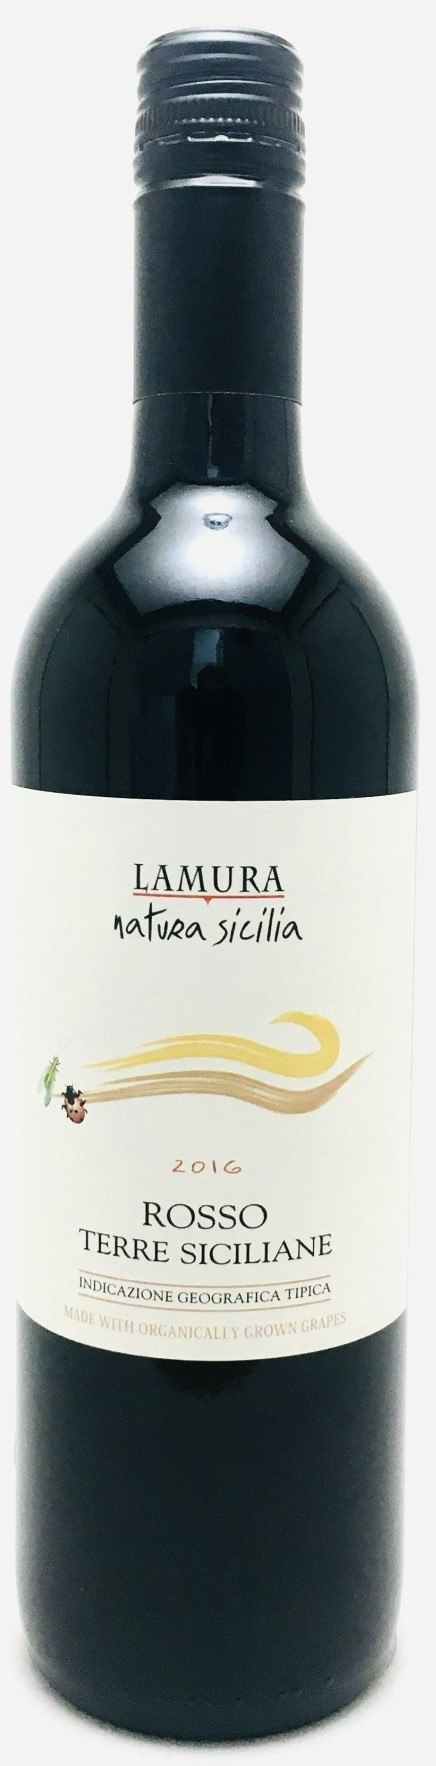 LAMURA
natura sicilia
2016
ROSSO
TERRE SICILIANE
INDICAZIONE GEOGRAFICA TIPICA
MADE WITH ORGANICALLY GROWN GRAPES